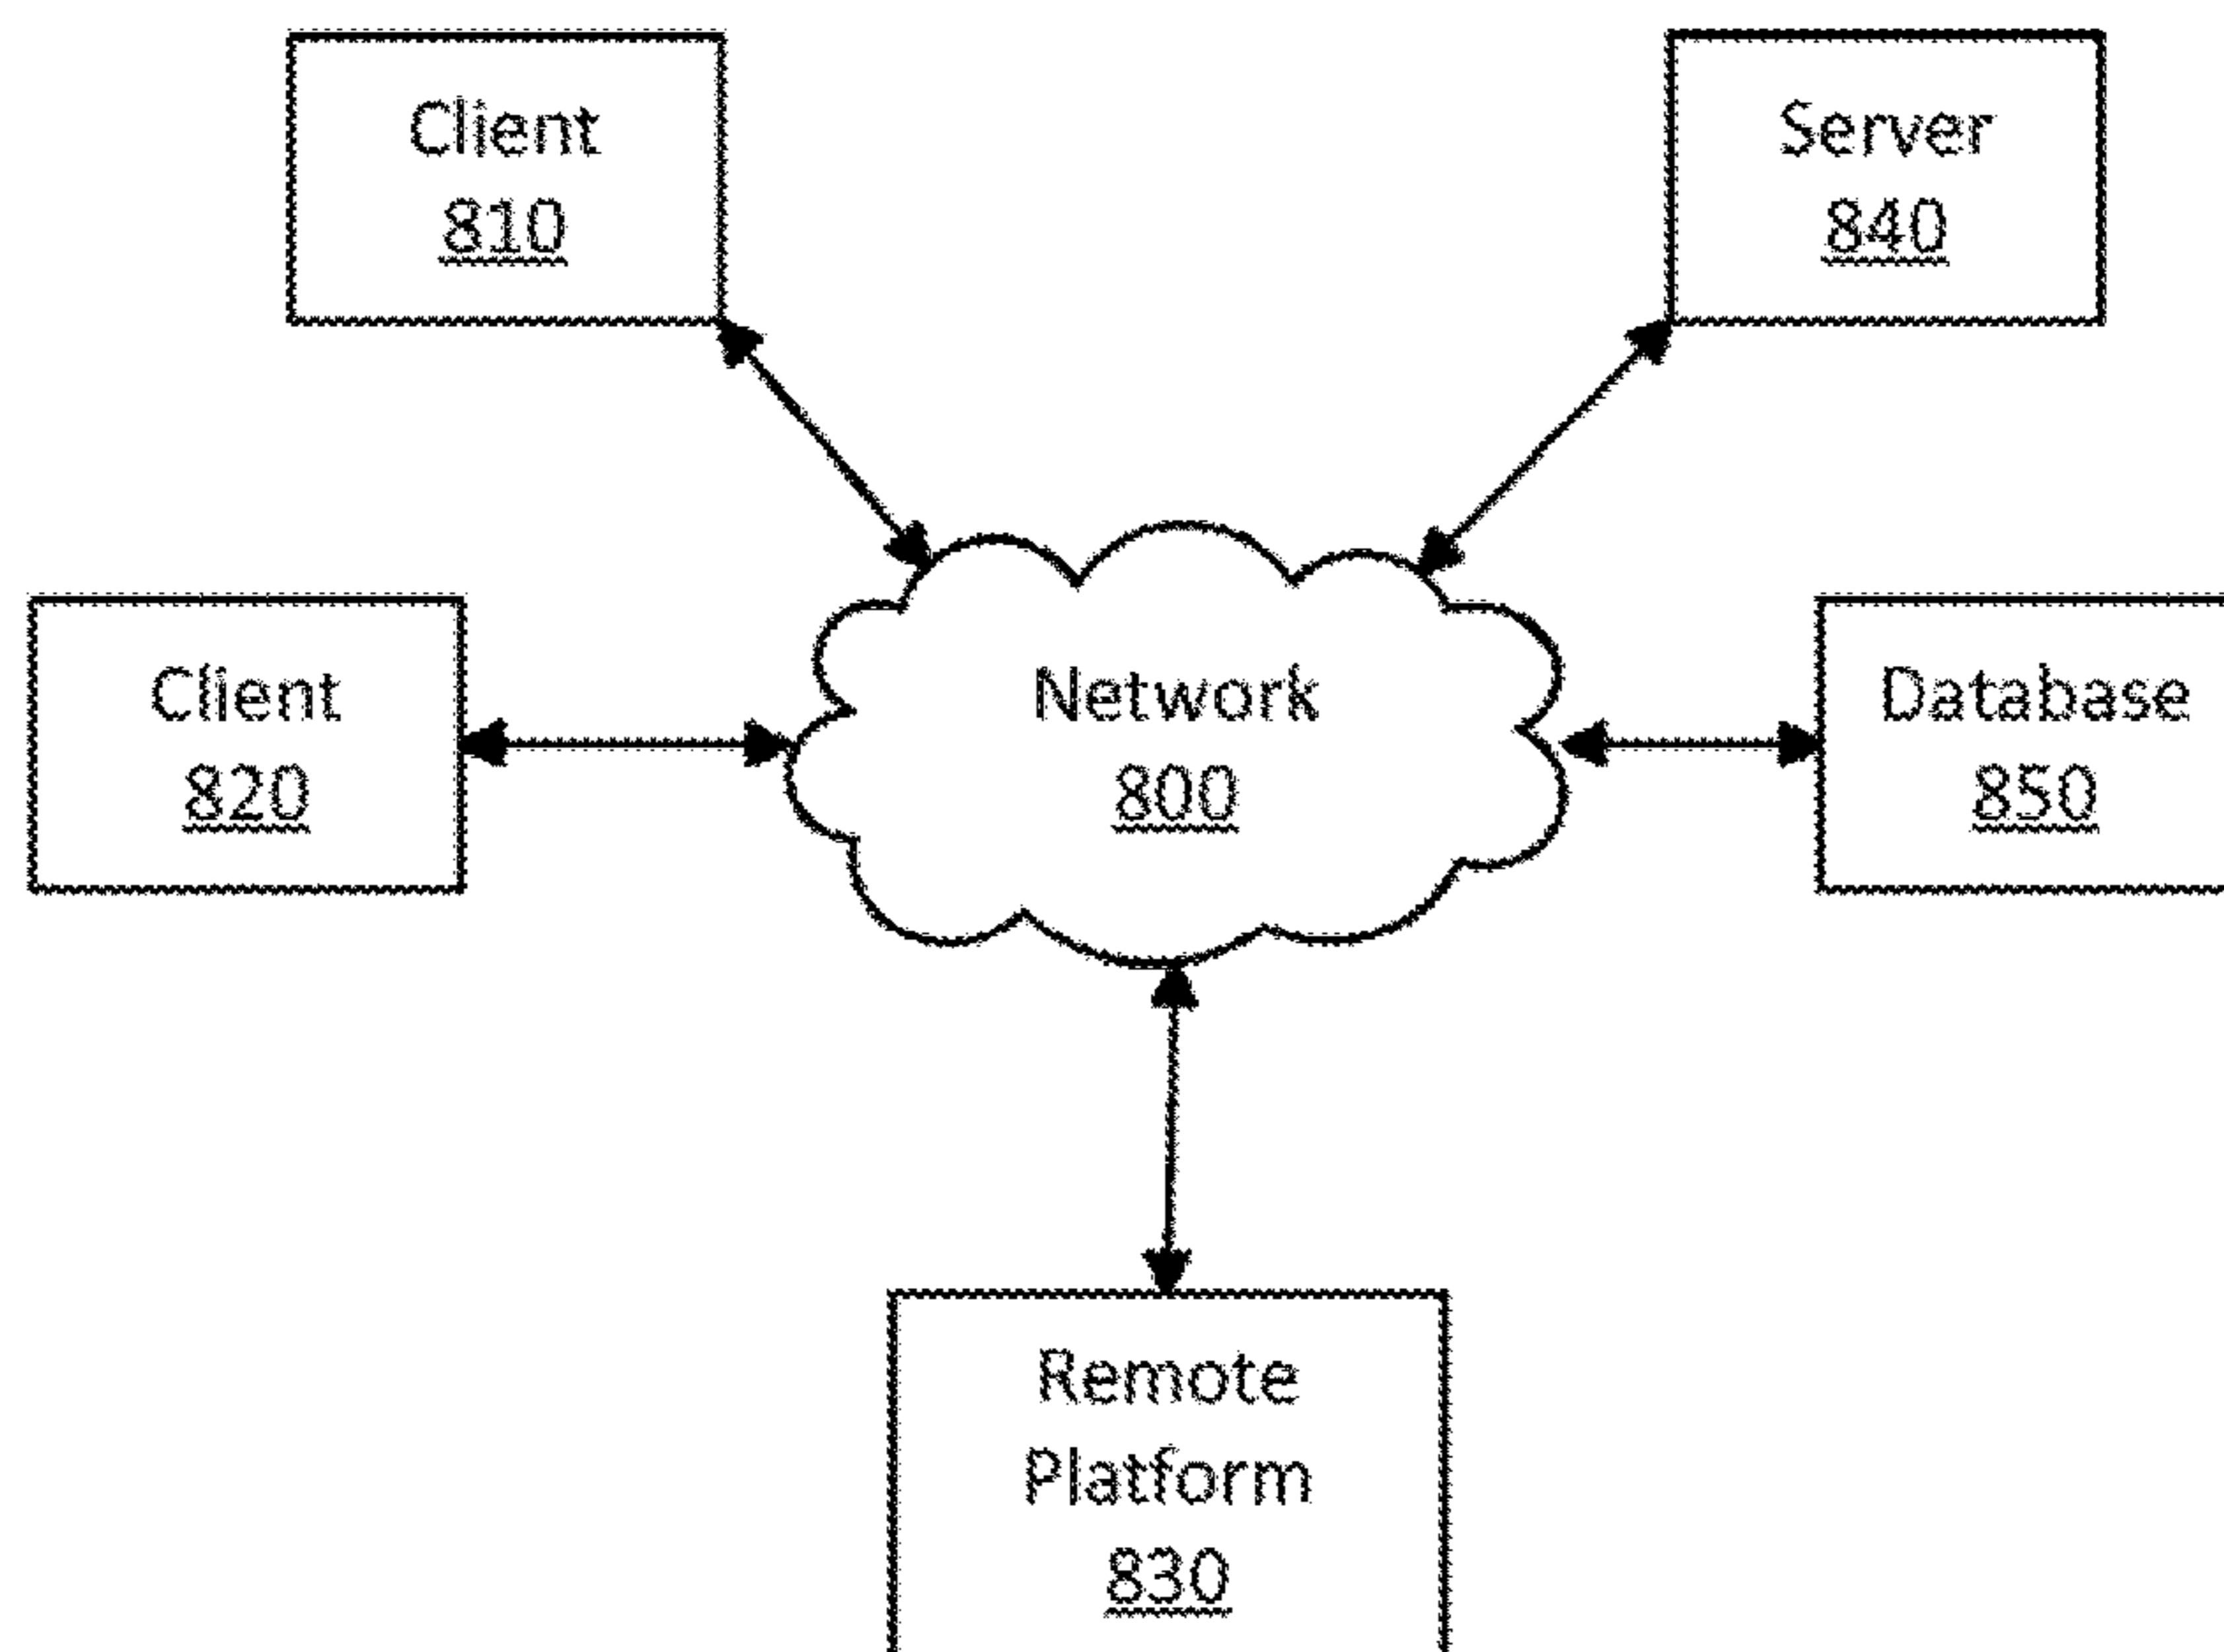 Client
810
Server
840
Client
820
Network
800
Database
850
Remote
Platform
830